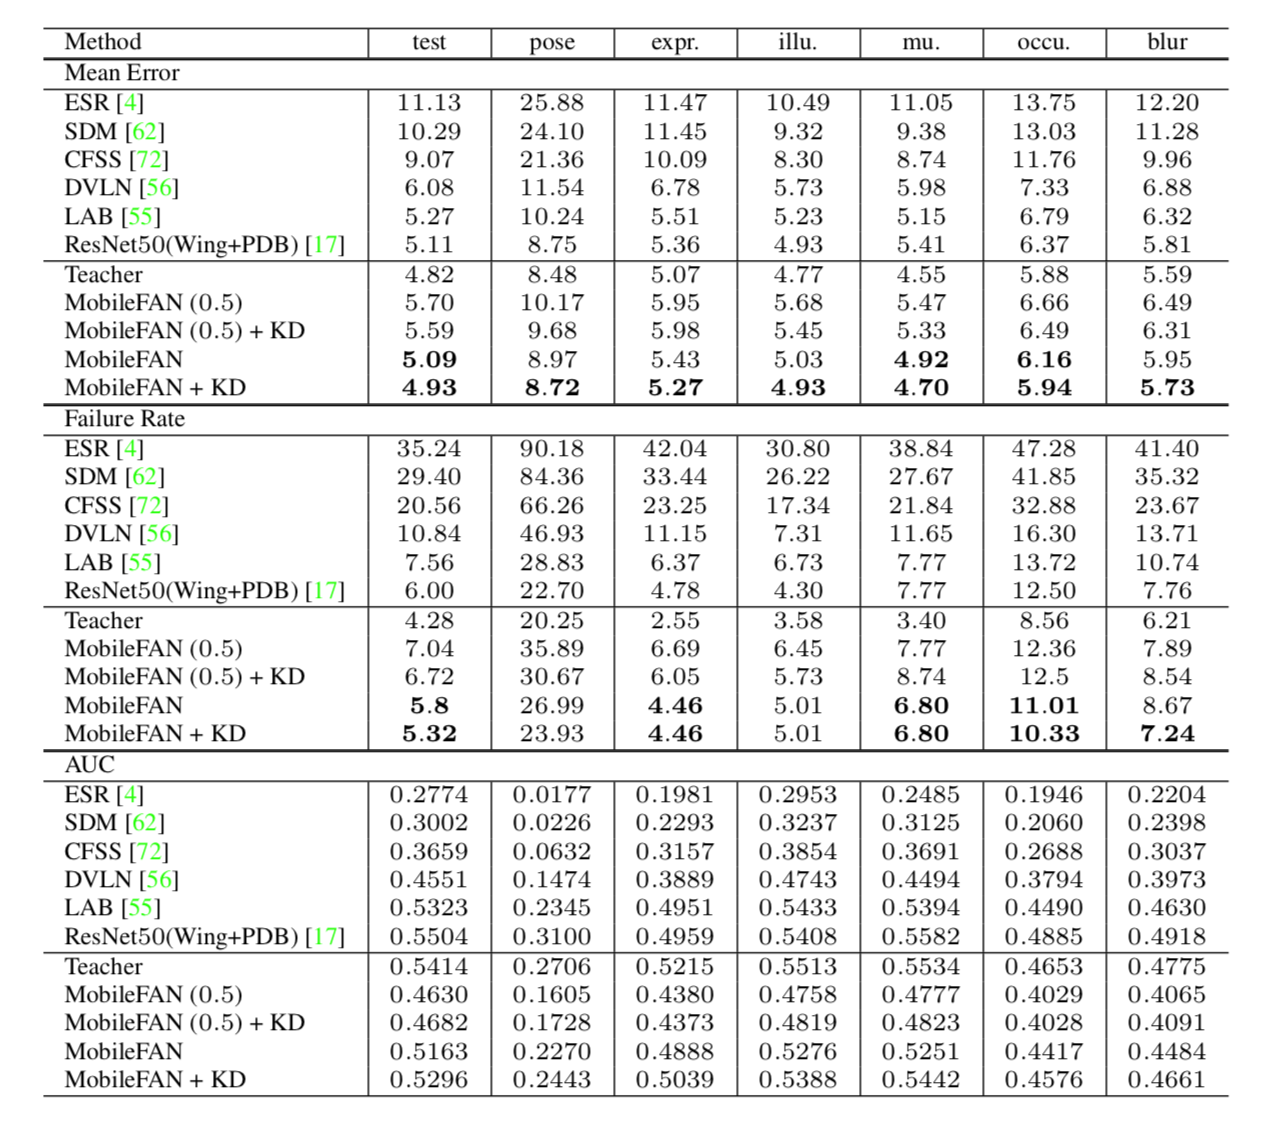 Method test pose expr. illu. mu. occu. blur
Mean Error
ESR [4] 11.13 25.88 11.47 10.49 11.05 13.75 12.20
SDM [62] 10.29 24.10 11.45 9.32 9.38 13.03 11.28
CFSS [72] 9.07 21.36 10.09 8.30 8.74 11.76 9.96
DVLN [56] 6.08 11.54 6.78 5.73 5.98 7.33 6.88
LAB [55] 5.27 10.24 5.51 5.23 5.15 6.79 6.32
ResNet50(Wing+PDB) [17] 5.11 8.75 5.36 4.93 5.41 6.37 5.81
Teacher 4.82 8.48 5.07 4.77 4.55 5.88 5.59
MobileFAN (0.5) 5.70 10.17 5.95 5.68 5.47 6.66 6.49
MobileFAN (0.5) + KD 5.59 9.68 5.98 5.45 5.33 6.49 6.31
MobileFAN 5.09 8.97 5.43 5.03 4.92 6.16 5.95
MobileFAN + KD 4.93 8.72 5.27 4.93 4.70 5.94 5.73
Failure Rate
ESR [4] 35.24 90.18 42.04 30.80 38.84 47.28 41.40
SDM [62] 29.40 84.36 33.44 26.22 27.67 41.85 35.32
CFSS [72] 20.56 66.26 23.25 17.34 21.84 32.88 23.67
DVLN [56] 10.84 46.93 11.15 7.31 11.65 16.30 13.71
LAB [55] 7.56 28.83 6.37 6.73 7.77 13.72 10.74
ResNet50(Wing+PDB) [17] 6.00 22.70 4.78 4.30 7.77 12.50 7.76
Teacher 4.28 20.25 2.55 3.58 3.40 8.56 6.21
MobileFAN (0.5) 7.04 35.89 6.69 6.45 7.77 12.36 7.89
MobileFAN (0.5) + KD 6.72 30.67 6.05 5.73 8.74 12.5 8.54
MobileFAN 5.8 26.99 4.46 5.01 6.80 11.01 8.67
MobileFAN + KD 5.32 23.93 4.46 5.01 6.80 10.33 7.24
AUC
ESR [4] 0.2774 0.0177 0.1981 0.2953 0.2485 0.1946 0.2204
SDM [62] 0.3002 0.0226 0.2293 0.3237 0.3125 0.2060 0.2398
CFSS [72] 0.3659 0.0632 0.3157 0.3854 0.3691 0.2688 0.3037
DVLN [56] 0.4551 0.1474 0.3889 0.4743 0.4494 0.3794 0.3973
LAB [55] 0.5323 0.2345 0.4951 0.5433 0.5394 0.4490 0.4630
ResNet50(Wing+PDB) [17] 0.5504 0.3100 0.4959 0.5408 0.5582 0.4885 0.4918
Teacher 0.5414 0.2706 0.5215 0.5513 0.5534 0.4653 0.4775
MobileFAN (0.5) 0.4630 0.1605 0.4380 0.4758 0.4777 0.4029 0.4065
MobileFAN (0.5) + KD 0.4682 0.1728 0.4373 0.4819 0.4823 0.4028 0.4091
MobileFAN 0.5163 0.2270 0.4888 0.5276 0.5251 0.4417 0.4484
MobileFAN + KD 0.5296 0.2443 0.5039 0.5388 0.5442 0.4576 0.4661